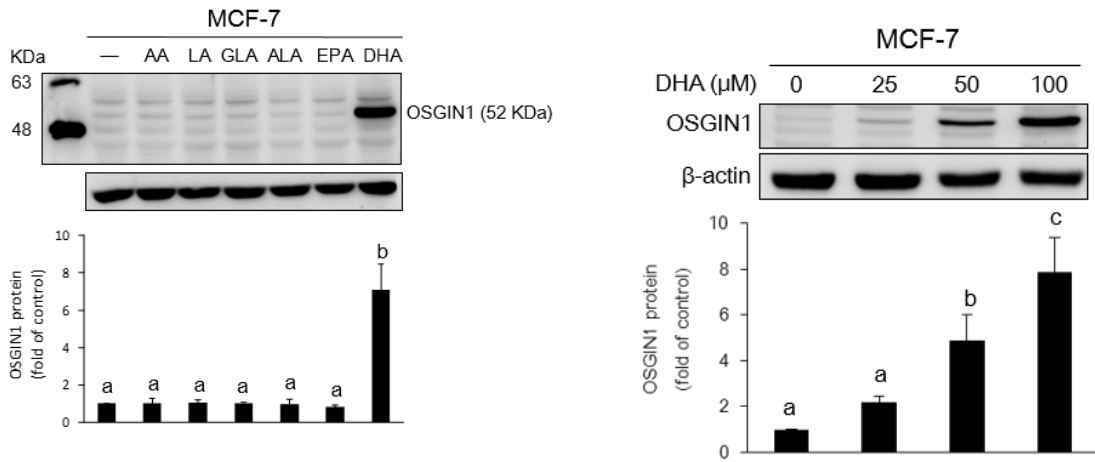 MCF-7
KDa — AA LA GLA ALA EPA DHA
63
OSGIN1 (52 KDa)
48
10
8
6
4
2
0
OSGIN1 protein
(fold of control)
a a a a a a b
MCF-7
DHA (µM) 0 25 50 100
OSGIN1
β-actin
10
8
6
4
2
0
OSGIN1 protein
(fold of control)
a a b c